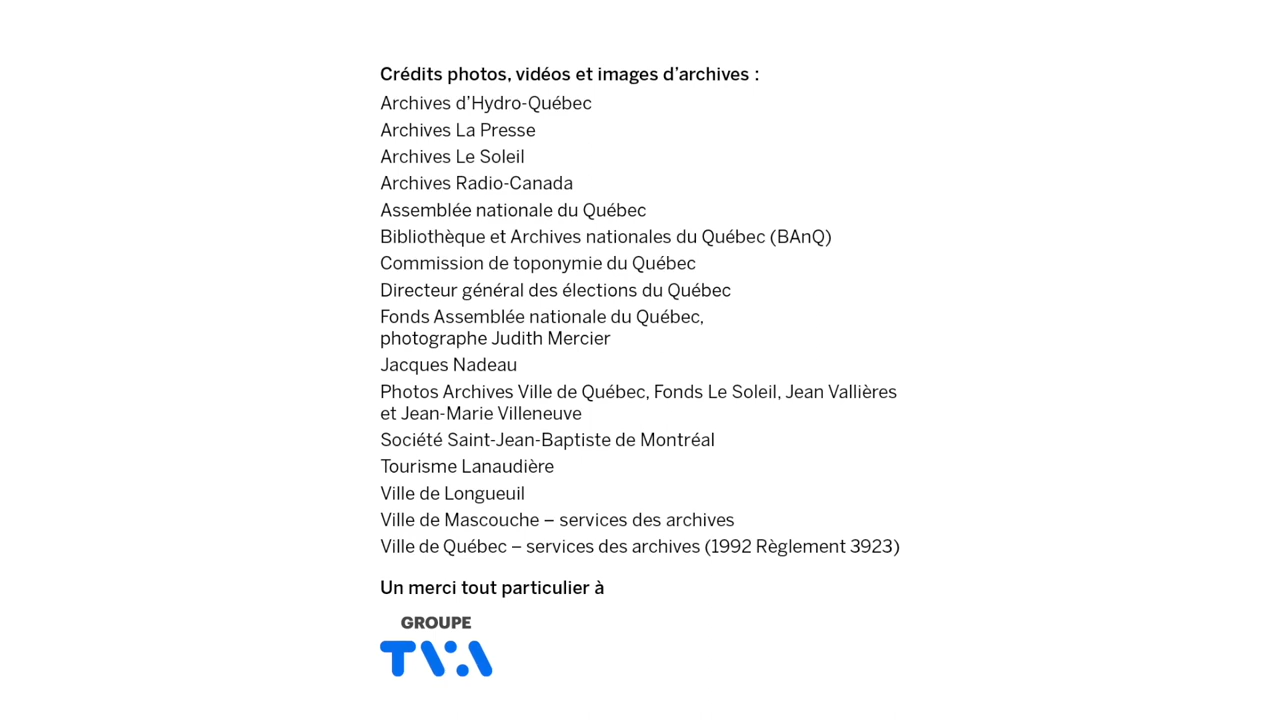 Crédits photos, vidéos et images d’archives :
Archives d’Hydro-Québec
Archives La Presse
Archives Le Soleil
Archives Radio-Canada
Assemblée nationale du Québec
Bibliothèque et Archives nationales du Québec (BAnQ)
Commission de toponymie du Québec
Directeur général des élections du Québec
Fonds Assemblée nationale du Québec,
photographe Judith Mercier
Jacques Nadeau
Photos Archives Ville de Québec, Fonds Le Soleil, Jean Vallières
et Jean-Marie Villeneuve
Société Saint-Jean-Baptiste de Montréal
Tourisme Lanaudière
Ville de Longueuil
Ville de Mascouche – services des archives
Ville de Québec – services des archives (1992 Règlement 3923)
Un merci tout particulier à
GROUPE
TVA